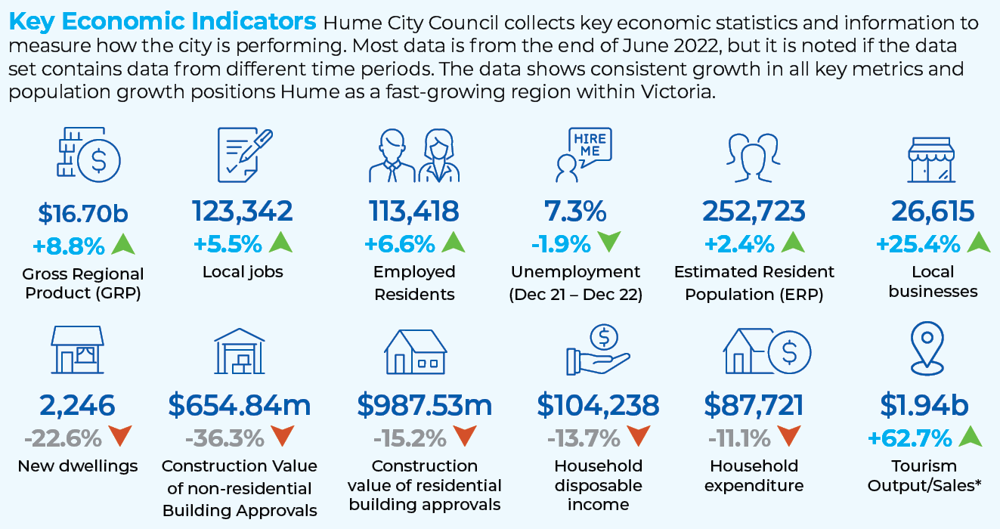 Key Economic Indicators Hume City Council collects key economic statistics and information to
measure how the city is performing. Most data is from the end of June 2022, but it is noted if the data
set contains data from different time periods. The data shows consistent growth in all key metrics and
population growth positions Hume as a fast-growing region within Victoria.
$16.70b
+8.8%
Gross Regional
Product (GRP)
123,342
+5.5%
Local jobs
113,418
+6.6%
Employed
Residents
HIRE
ME
7.3%
-1.9%
Unemployment
(Dec 21 – Dec 22)
252,723
+2.4%
Estimated Resident
Population (ERP)
26,615
+25.4%
Local
businesses
2,246
-22.6%
New dwellings
$654.84m
-36.3%
Construction Value
of non-residential
Building Approvals
$987.53m
-15.2%
Construction
value of residential
building approvals
$104,238
-13.7%
Household
disposable
income
$87,721
-11.1%
Household
expenditure
$1.94b
+62.7%
Tourism
Output/Sales*